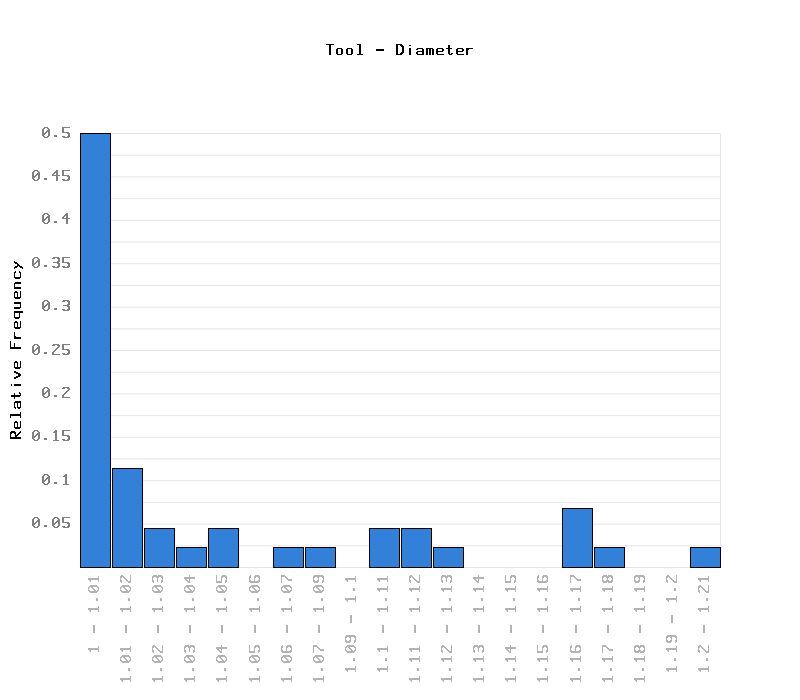 Tool - Diameter
Relative Frequency
0.5
0.45
0.4
0.35
0.3
0.25
0.2
0.15
0.1
0.05
1 - 1.01
1.01 - 1.02
1.02 - 1.03
1.03 - 1.04
1.04 - 1.05
1.05 - 1.06
1.06 - 1.07
1.07 - 1.09
1.09 - 1.1
1.1 - 1.11
1.11 - 1.12
1.12 - 1.13
1.13 - 1.14
1.14 - 1.15
1.15 - 1.16
1.16 - 1.17
1.17 - 1.18
1.18 - 1.19
1.19 - 1.2
1.2 - 1.21